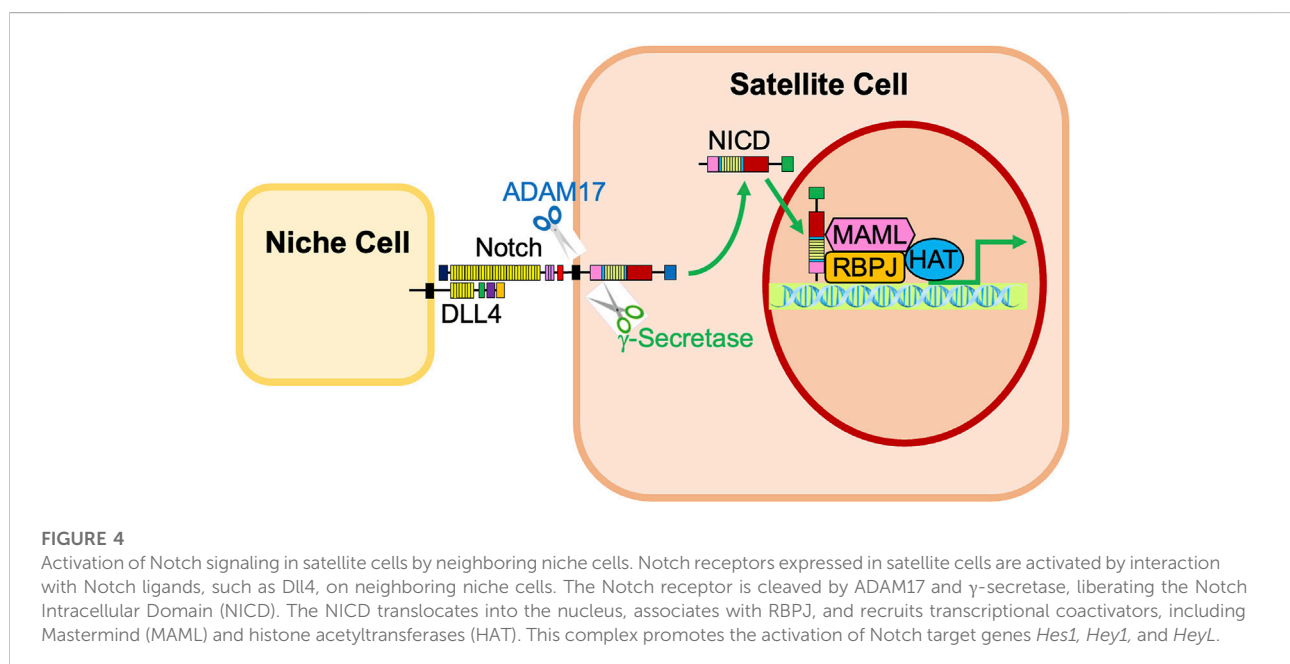 Satellite Cell
NICD
ADAM17
Niche Cell
Notch
MAML
RBPJ
HAT
DLL4
γ-Secretase
FIGURE 4
Activation of Notch signaling in satellite cells by neighboring niche cells. Notch receptors expressed in satellite cells are activated by interaction
with Notch ligands, such as Dll4, on neighboring niche cells. The Notch receptor is cleaved by ADAM17 and γ-secretase, liberating the Notch
Intracellular Domain (NICD). The NICD translocates into the nucleus, associates with RBPJ, and recruits transcriptional coactivators, including
Mastermind (MAML) and histone acetyltransferases (HAT). This complex promotes the activation of Notch target genes Hes1, Hey1, and HeyL.